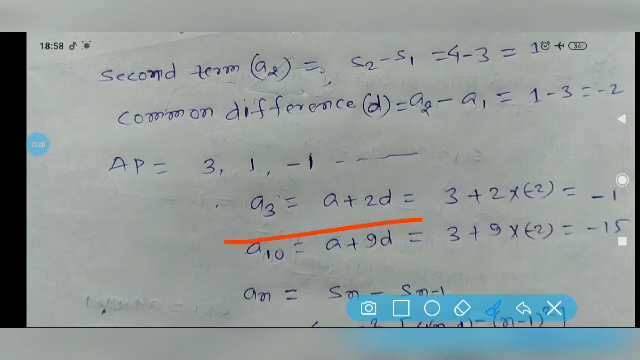 18:58
second term (a2) = s2 - s1 = 4 - 3 = 1
common difference (d) = a2 - a1 = 1 - 3 = -2
AP = 3, 1, -1 - ——
a3 = a + 2d = 3 + 2 × (-2) = -1
a10 = a + 9d = 3 + 9 × (-2) = -15
an = sn - sn-1